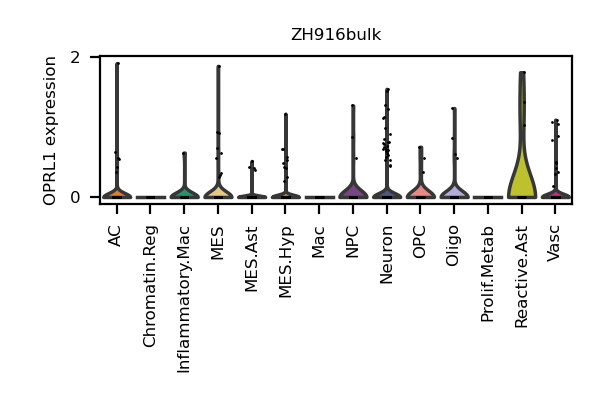 ZH916bulk
OPRL1 expression
2
0
AC
Chromatin.Reg
Inflammatory.Mac
MES
MES.Ast
MES.Hyp
Mac
NPC
Neuron
OPC
Oligo
Prolif.Metab
Reactive.Ast
Vasc